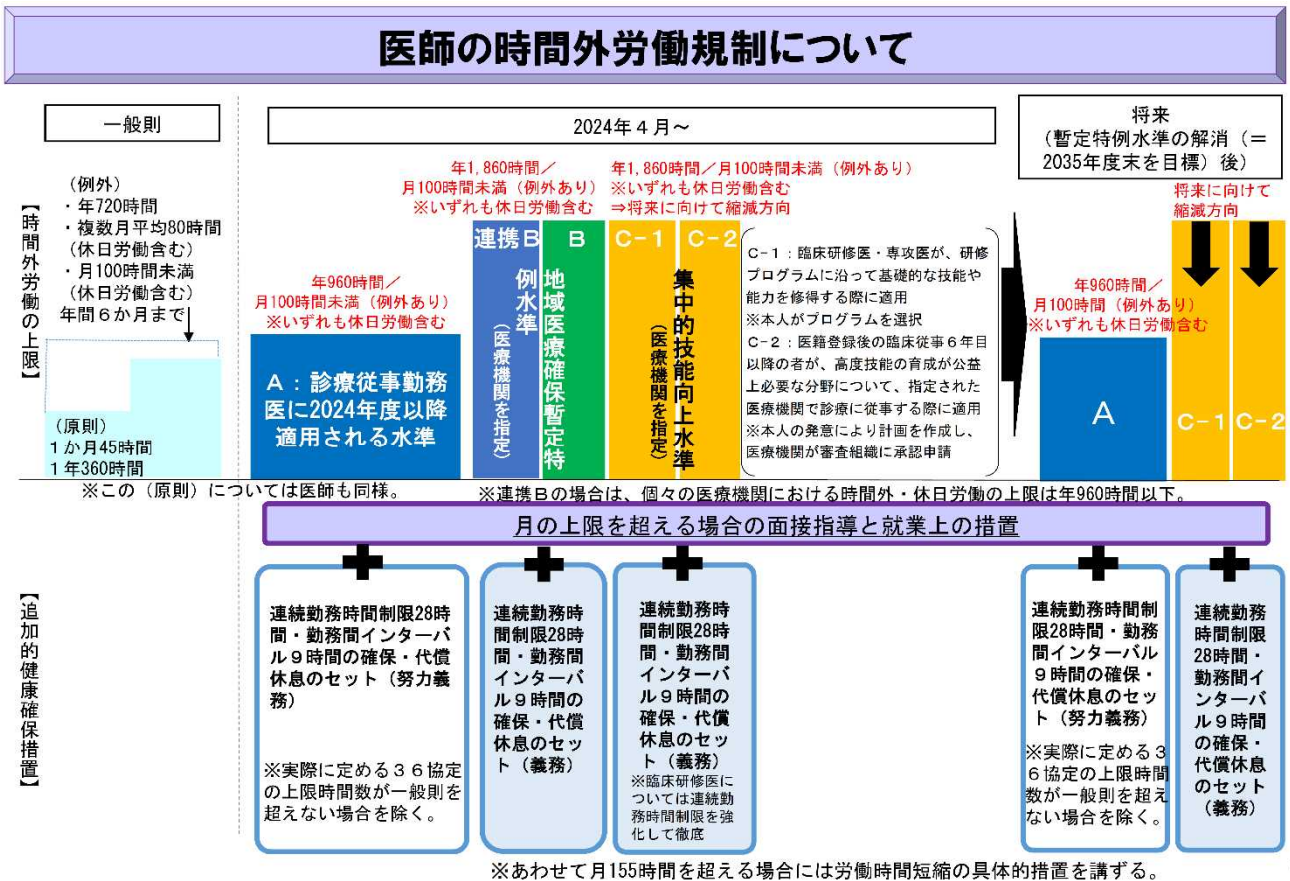 医師の時間外労働規制について
一般則
2024年４月～
将来
（暫定特例水準の解消（＝
2035年度末を目標）後）
【時間外労働の上限】
（例外）
・年720時間
・複数月平均80時間
（休日労働含む）
・月100時間未満
（休日労働含む）
年間６か月まで
（原則）
１か月45時間
１年360時間
※この（原則）については医師も同様。
年960時間／
月100時間未満（例外あり）
※いずれも休日労働含む
Ａ：診療従事勤務
医に2024年度以降
適用される水準
年1,860時間／
月100時間未満（例外あり）
※いずれも休日労働含む
連携Ｂ
Ｂ
地域医療確保暫定特
例水準
（医療機関を指定）
年1,860時間／月100時間未満（例外あり）
※いずれも休日労働含む
⇒将来に向けて縮減方向
Ｃ-１
Ｃ-２
集中的技能向上水準
（医療機関を指定）
Ｃ-１：臨床研修医・専攻医が、研修
プログラムに沿って基礎的な技能や
能力を修得する際に適用
※本人がプログラムを選択
Ｃ-２：医籍登録後の臨床従事６年目
以降の者が、高度技能の育成が公益
上必要な分野について、指定された
医療機関で診療に従事する際に適用
※本人の発意により計画を作成し、
医療機関が審査組織に承認申請
年960時間／
月100時間（例外あり）
※いずれも休日労働含む
Ａ
将来に向けて
縮減方向
Ｃ-１
Ｃ-２
※連携Ｂの場合は、個々の医療機関における時間外・休日労働の上限は年960時間以下。
月の上限を超える場合の面接指導と就業上の措置
【追加的健康確保措置】
連続勤務時間制限28時
間・勤務間インターバ
ル９時間の確保・代償
休息のセット（努力義
務）
※実際に定める３６協定
の上限時間数が一般則を
超えない場合を除く。
連続勤務時
間制限28時
間・勤務間
インターバ
ル９時間の
確保・代償
休息のセッ
ト（義務）
連続勤務時
間制限28時
間・勤務間
インターバ
ル９時間の
確保・代償
休息のセッ
ト（義務）
※臨床研修医に
ついては連続勤
務時間制限を強
化して徹底
連続勤務時間制
限28時間・勤務
間インターバル
９時間の確保・
代償休息のセッ
ト（努力義務）
※実際に定める３
６協定の上限時間
数が一般則を超え
ない場合を除く。
連続勤務
時間制限
28時間・
勤務間イ
ンターバ
ル９時間
の確保・
代償休息
のセット
（義務）
※あわせて月155時間を超える場合には労働時間短縮の具体的措置を講ずる。